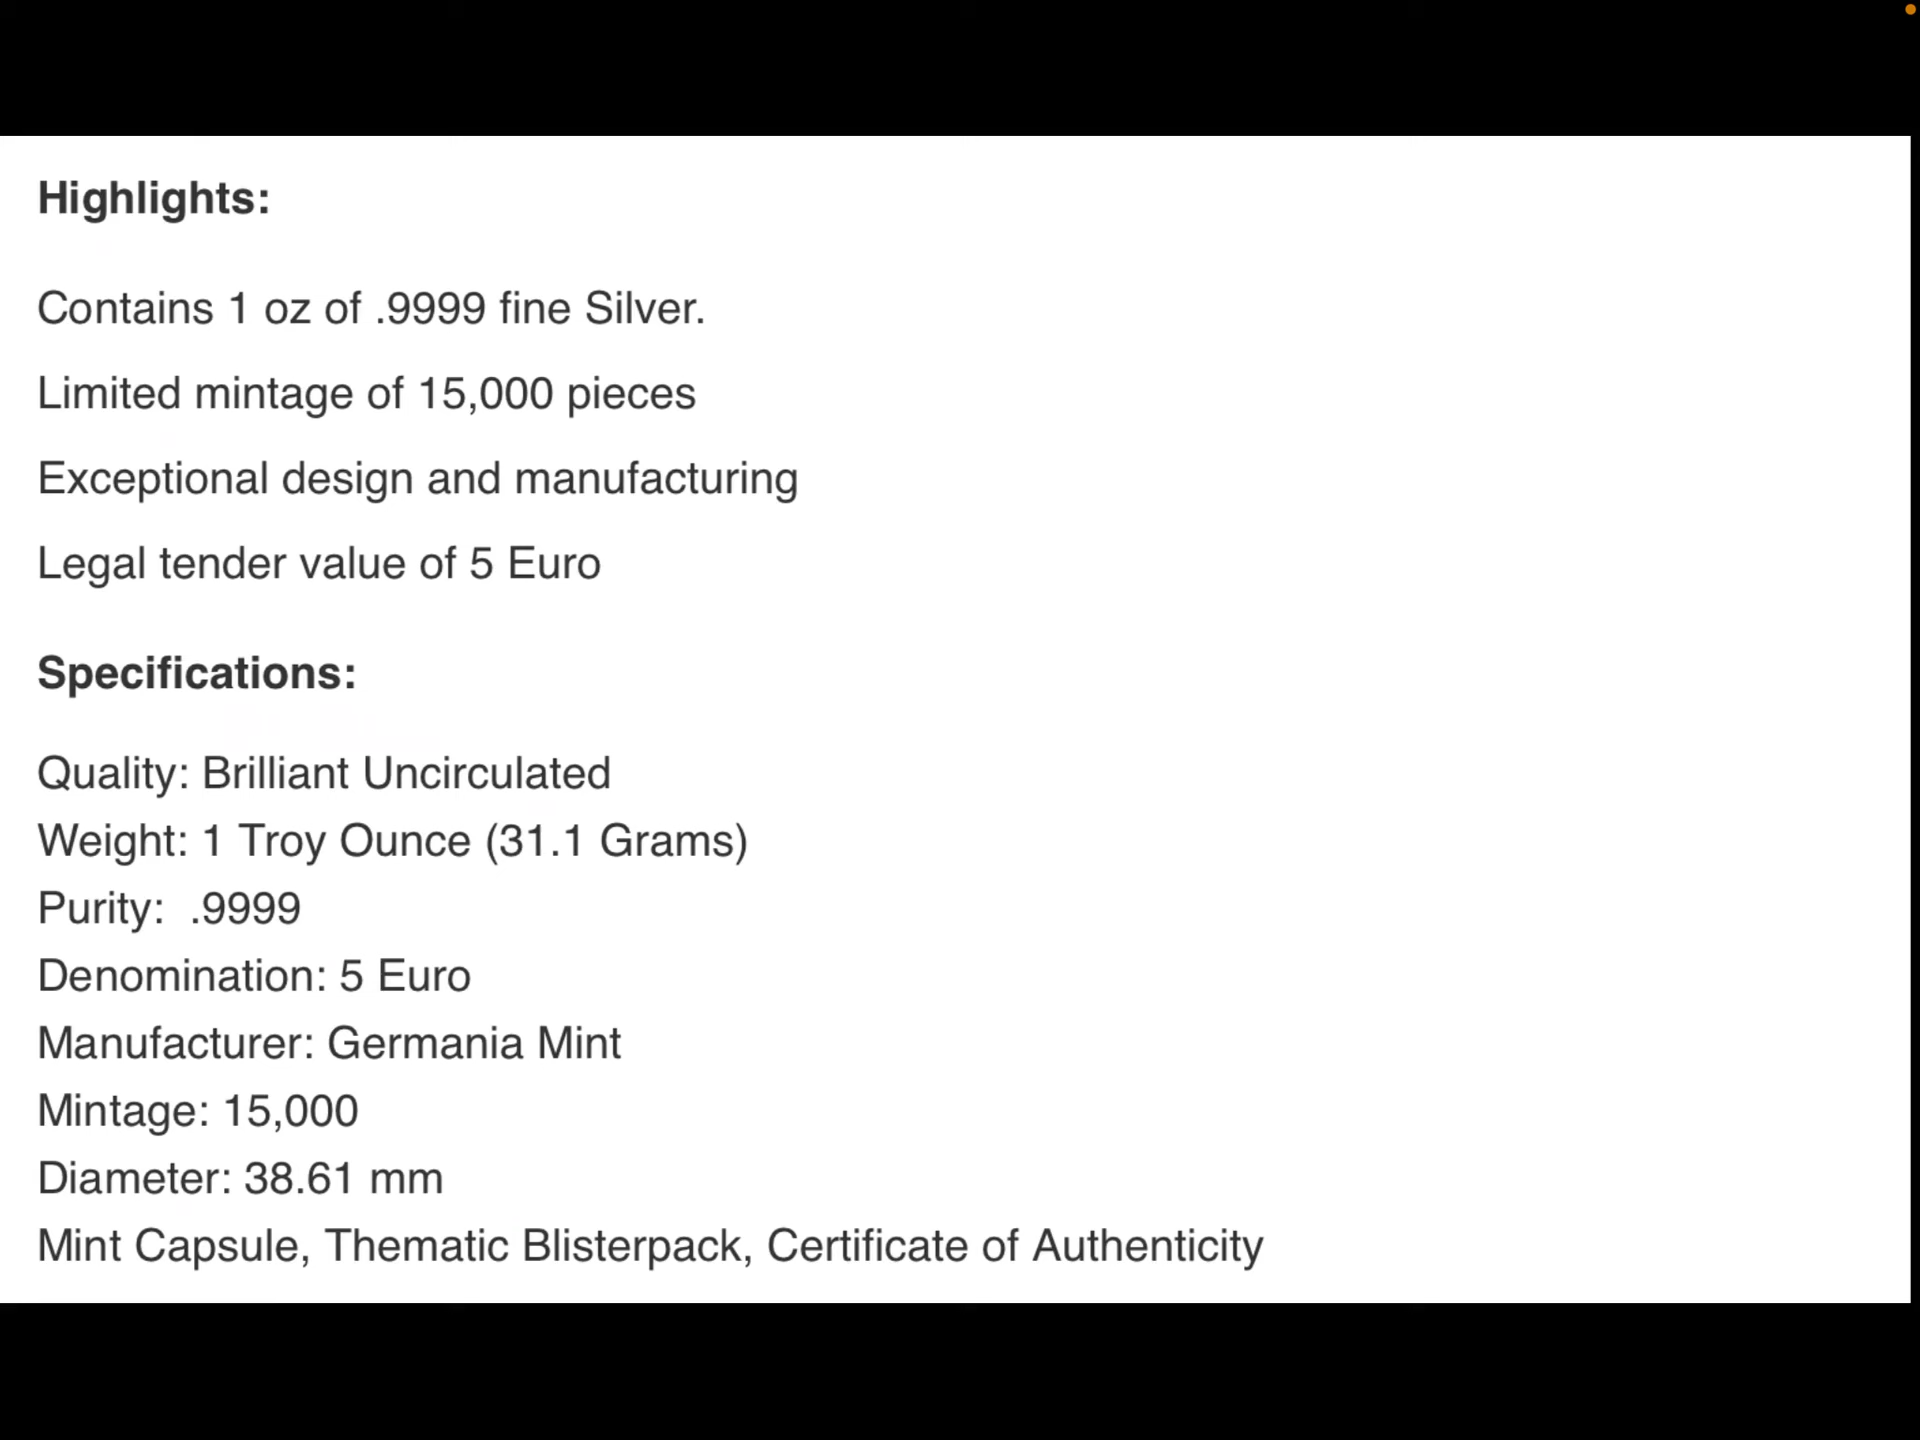 Highlights:
Contains 1 oz of .9999 fine Silver.
Limited mintage of 15,000 pieces
Exceptional design and manufacturing
Legal tender value of 5 Euro
Specifications:
Quality: Brilliant Uncirculated
Weight: 1 Troy Ounce (31.1 Grams)
Purity:  .9999
Denomination: 5 Euro
Manufacturer: Germania Mint
Mintage: 15,000
Diameter: 38.61 mm
Mint Capsule, Thematic Blisterpack, Certificate of Authenticity